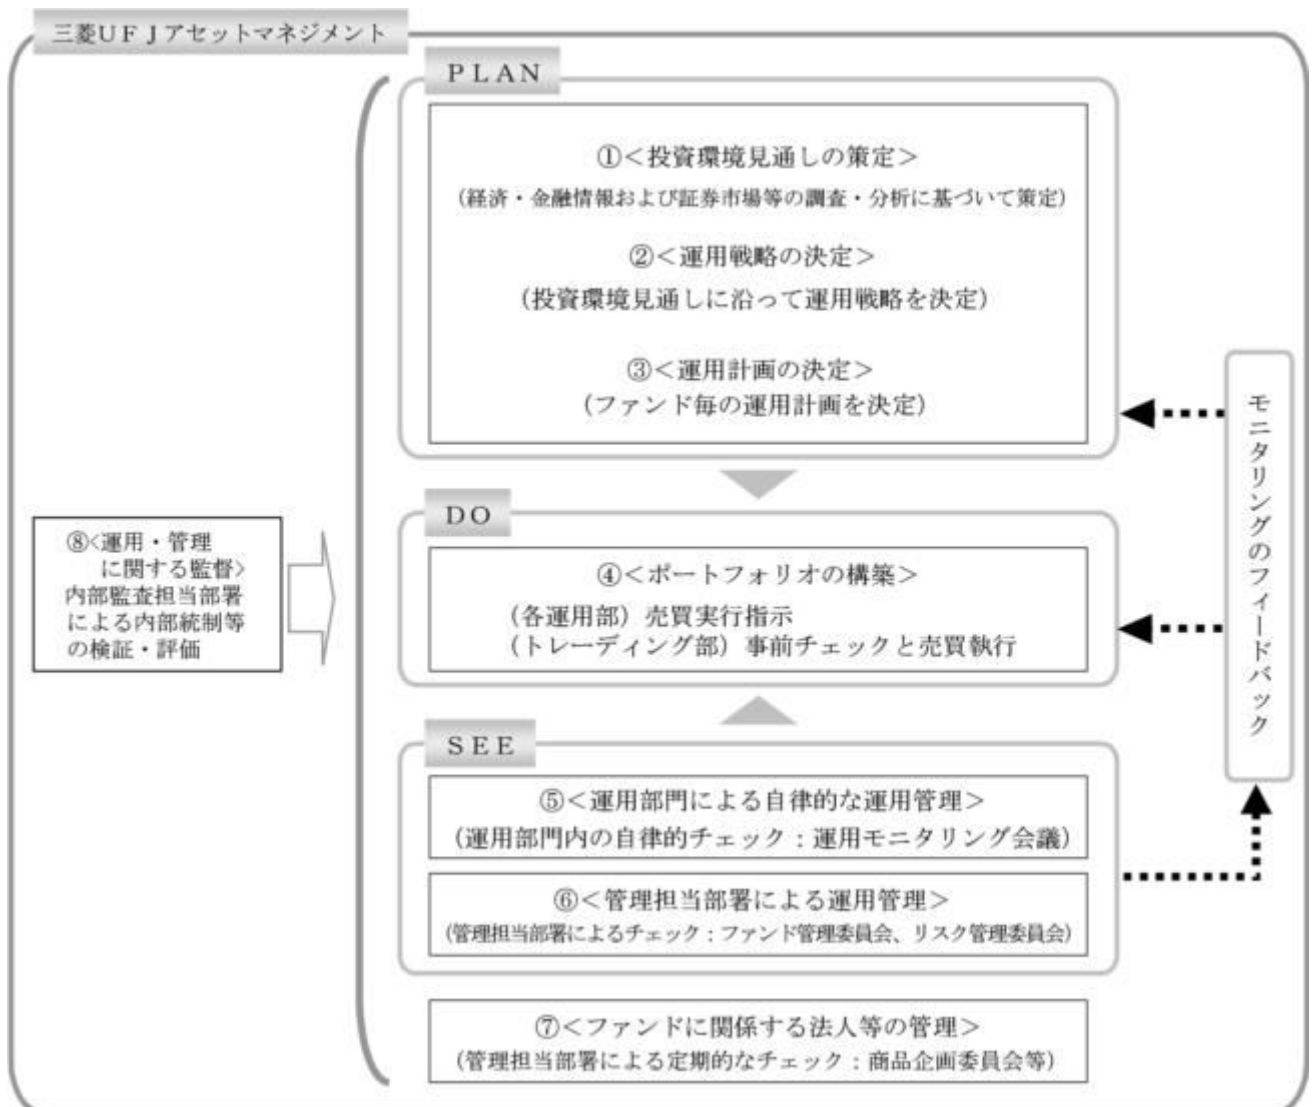 三菱UFJアセットマネジメント
PLAN
①<投資環境見通しの策定>
(経済・金融情報および証券市場等の調査・分析に基づいて策定)
②<運用戦略の決定>
(投資環境見通しに沿って運用戦略を決定)
③<運用計画の決定>
(ファンド毎の運用計画を決定)
DO
④<ポートフォリオの構築>
(各運用部)売買実行指示
(トレーディング部)事前チェックと売買執行
SEE
⑤<運用部門による自律的な運用管理>
(運用部門内の自律的チェック:運用モニタリング会議)
⑥<管理担当部署による運用管理>
(管理担当部署によるチェック:ファンド管理委員会、リスク管理委員会)
⑦<ファンドに関係する法人等の管理>
(管理担当部署による定期的なチェック:商品企画委員会等)
⑧<運用・管理
に関する監督>
内部監査担当部署
による内部統制等
の検証・評価
モニタリングのフィードバック